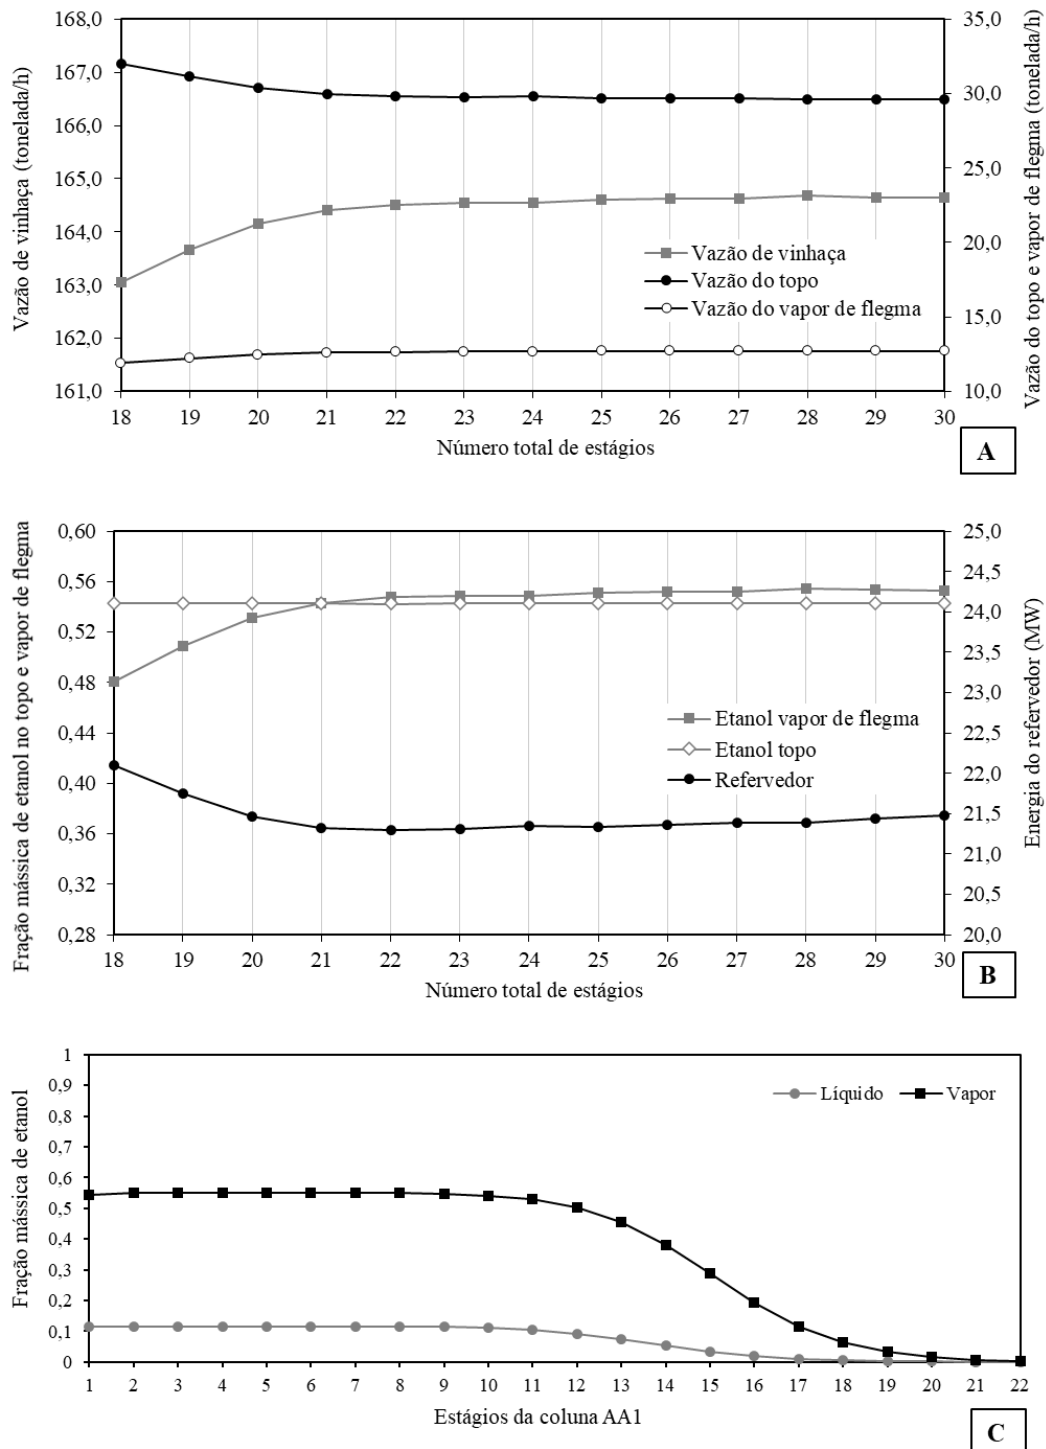 Vazão de vinhaça (tonelada/h)
168,0
167,0
166,0
165,0
164,0
163,0
162,0
161,0
35,0
30,0
25,0
20,0
15,0
10,0
Vazão do topo e vapor de flegma (tonelada/h)
Vazão de vinhaça
Vazão do topo
Vazão do vapor de flegma
18 19 20 21 22 23 24 25 26 27 28 29 30
Número total de estágios
A
Fração mássica de etanol no topo e vapor de flegma
0,60
0,56
0,52
0,48
0,44
0,40
0,36
0,32
0,28
25,0
24,5
24,0
23,5
23,0
22,5
22,0
21,5
21,0
20,5
20,0
Energia do refervedor (MW)
Etanol vapor de flegma
Etanol topo
Refervedor
18 19 20 21 22 23 24 25 26 27 28 29 30
Número total de estágios
B
Fração mássica de etanol
1
0,9
0,8
0,7
0,6
0,5
0,4
0,3
0,2
0,1
0
Líquido Vapor
1 2 3 4 5 6 7 8 9 10 11 12 13 14 15 16 17 18 19 20 21 22
Estágios da coluna AA1
C